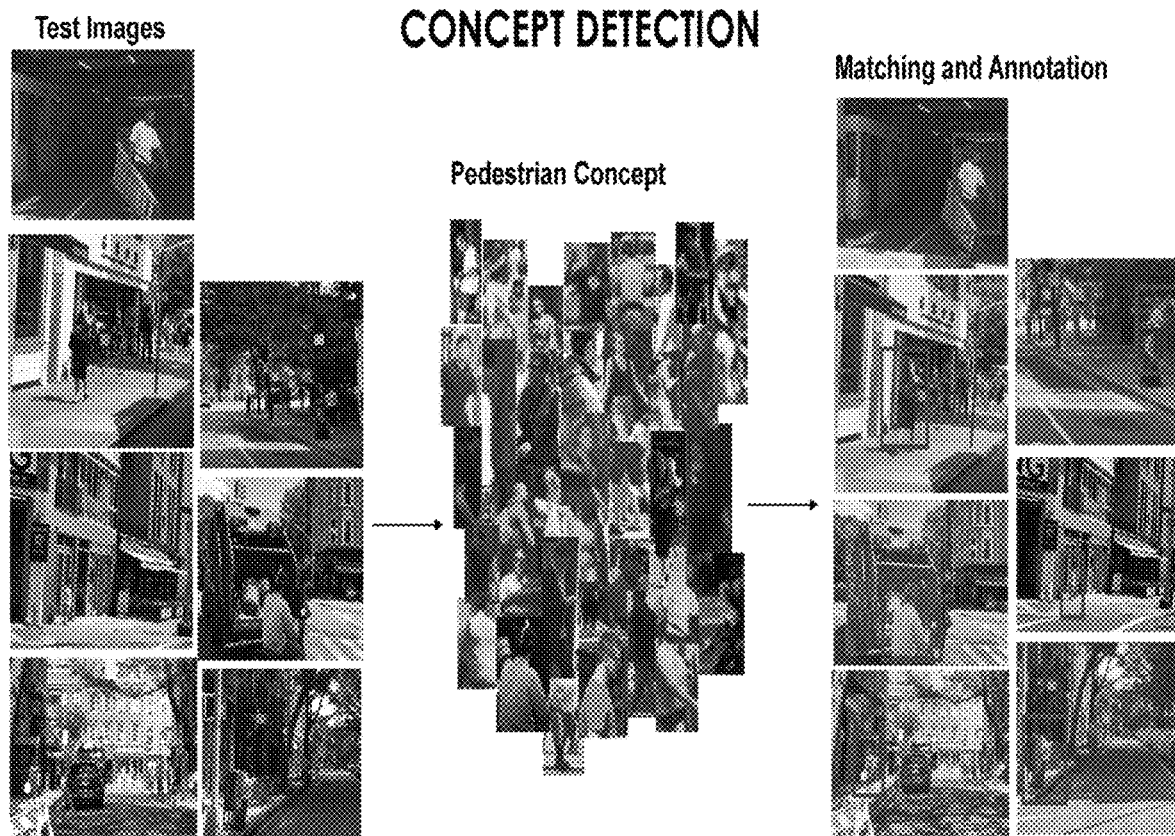 CONCEPT DETECTION
Test Images
Matching and Annotation
Pedestrian Concept